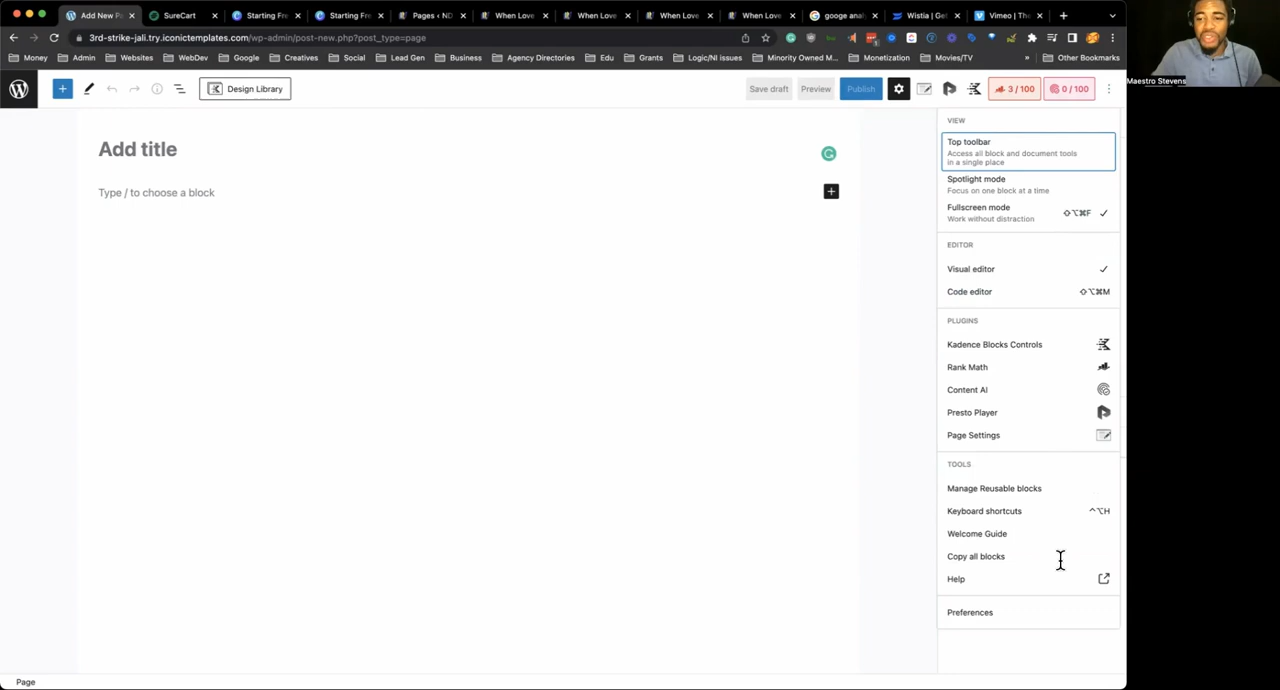 Add New Pa
SureCart
Starting Fre
Starting Fre
Pages < ND
When Love
When Love
When Love
When Love
googe anal
Wistia | Get
Vimeo | Tho
3rd-strike-jali.try.iconictemplates.com/wp-admin/post-new.php?post_type=page
Money
Admin
Websites
WebDev
Google
Creatives
Social
Lead Gen
Business
Agency Directories
Edu
Grants
Logic/NI issues
Minority Owned M...
Monetization
Movies/TV
»
Other Bookmarks
Maestro Stevens
Design Library
Save draft
Preview
Publish
3 / 100
0 / 100
Add title
Type / to choose a block
VIEW
Top toolbar
Access all block and document tools
in a single place
Spotlight mode
Focus on one block at a time
Fullscreen mode
⇧⌥⌘F
Work without distraction
EDITOR
Visual editor
Code editor
⇧⌥⌘M
PLUGINS
Kadence Blocks Controls
Rank Math
Content AI
Presto Player
Page Settings
TOOLS
Manage Reusable blocks
Keyboard shortcuts
⌃⌥H
Welcome Guide
Copy all blocks
Help
Preferences
Page